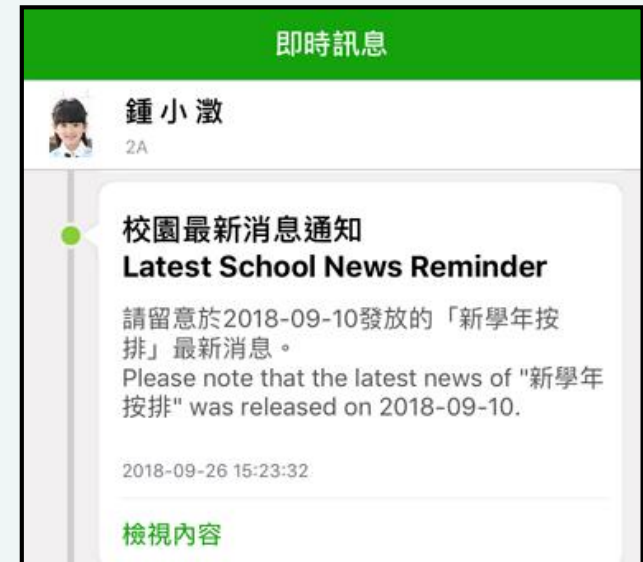 即時訊息
鍾小澂
2A
校園最新消息通知
Latest School News Reminder
請留意於2018-09-10發放的「新學年按
排」最新消息。
Please note that the latest news of "新學年
按排" was released on 2018-09-10.
2018-09-26 15:23:32
檢視內容